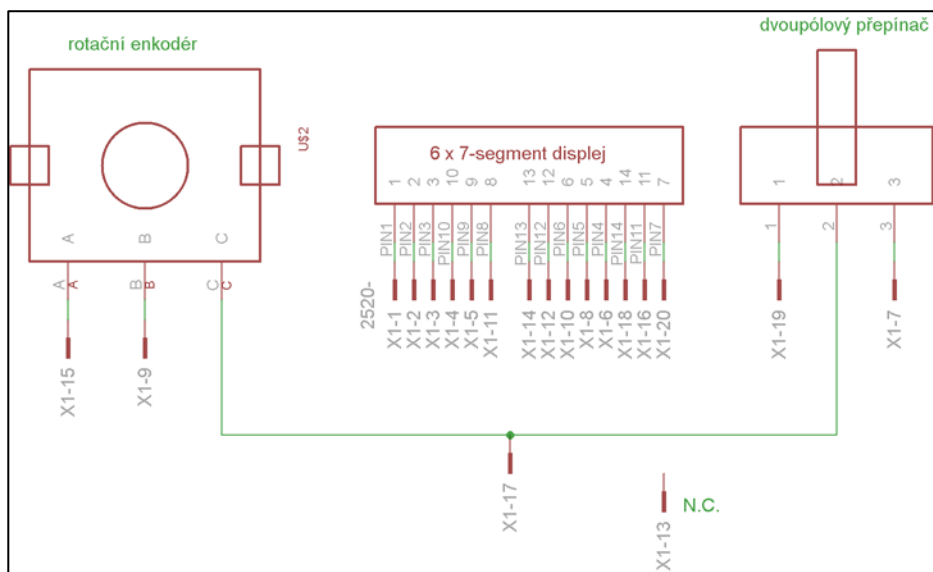 rotační enkodér
dvoupólový přepínač
U$2
6 x 7-segment displej
1 2 3 10 9 8 13 12 6 5 4 14 11 7
1 2 3
A B C
PIN1 PIN2 PIN3 PIN10 PIN9 PIN8 PIN13 PIN12 PIN6 PIN5 PIN4 PIN14 PIN11 PIN7
1 2 3
A A B B C C
2520-
X1-1 X1-2 X1-3 X1-4 X1-5 X1-11 X1-14 X1-12 X1-10 X1-8 X1-6 X1-18 X1-16 X1-20
X1-19 X1-7
X1-15 X1-9
X1-17
X1-13
N.C.